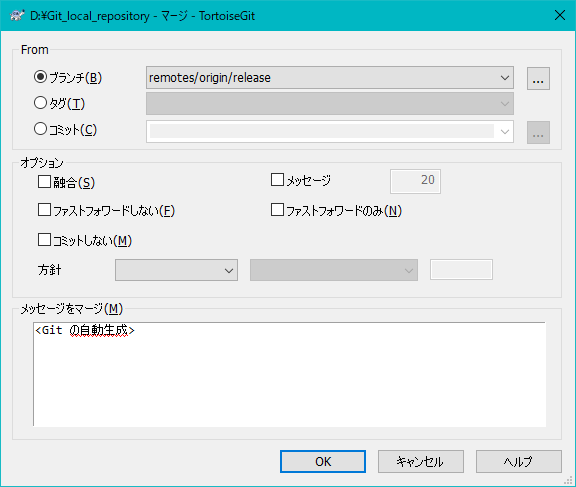 D:¥Git_local_repository - マージ - TortoiseGit
From
ブランチ(B)
remotes/origin/release
...
タグ(T)
コミット(C)
...
オプション
融合(S)
メッセージ
20
ファストフォワードしない(F)
ファストフォワードのみ(N)
コミットしない(M)
方針
メッセージをマージ(M)
<Git の自動生成>
OK
キャンセル
ヘルプ